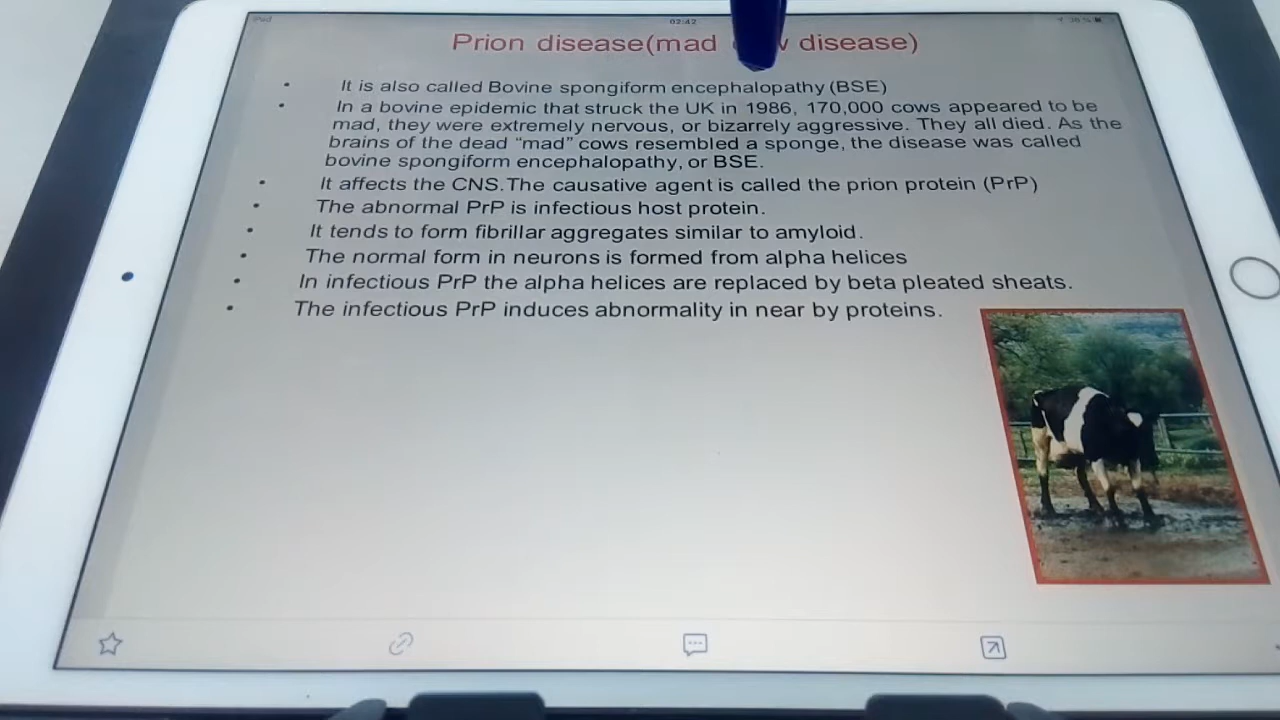 iPad 02:42
Prion disease(mad disease)
• It is also called Bovine spongiform encephalopathy (BSE)
• In a bovine epidemic that struck the UK in 1986, 170,000 cows appeared to be
mad, they were extremely nervous, or bizarrely aggressive. They all died. As the
brains of the dead “mad” cows resembled a sponge, the disease was called
bovine spongiform encephalopathy, or BSE.
• It affects the CNS.The causative agent is called the prion protein (PrP)
• The abnormal PrP is infectious host protein.
• It tends to form fibrillar aggregates similar to amyloid.
• The normal form in neurons is formed from alpha helices
• In infectious PrP the alpha helices are replaced by beta pleated sheats.
• The infectious PrP induces abnormality in near by proteins.